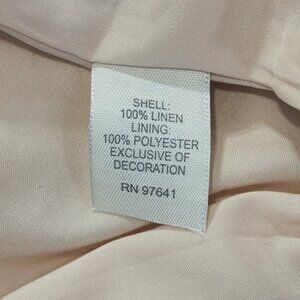 SHELL:
100% LINEN
LINING:
100% POLYESTER
EXCLUSIVE OF
DECORATION
RN 97641